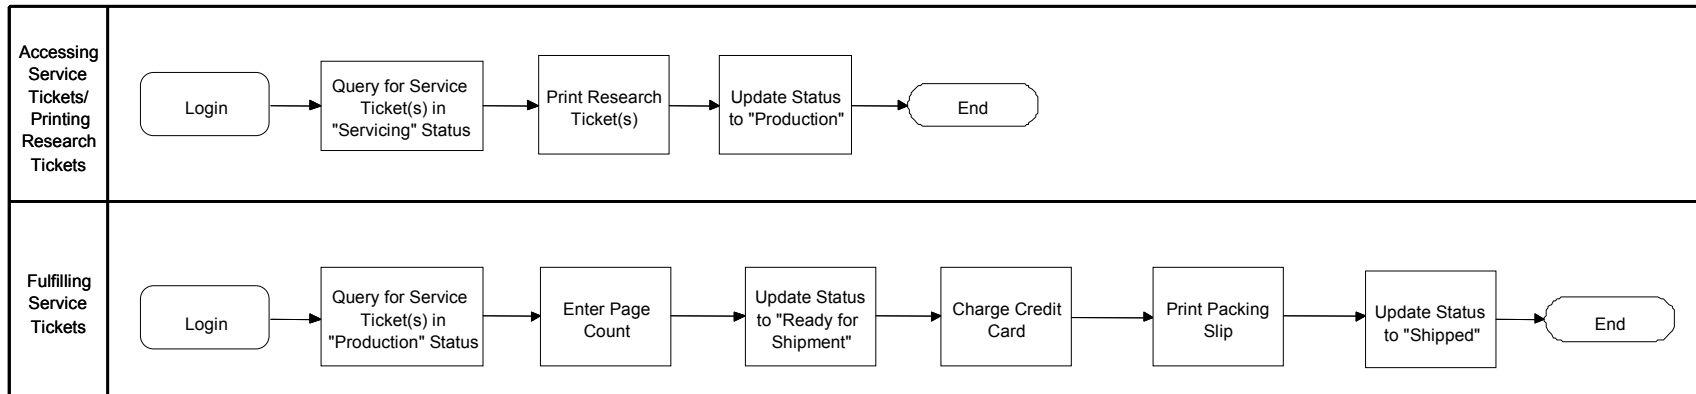 Accessing
Service
Tickets/
Printing
Research
Tickets
Login
Query for Service
Ticket(s) in
"Servicing" Status
Print Research
Ticket(s)
Update Status
to "Production"
End
Fulfilling
Service
Tickets
Login
Query for Service
Ticket(s) in
"Production" Status
Enter Page
Count
Update Status
to "Ready for
Shipment"
Charge Credit
Card
Print Packing
Slip
Update Status
to "Shipped"
End